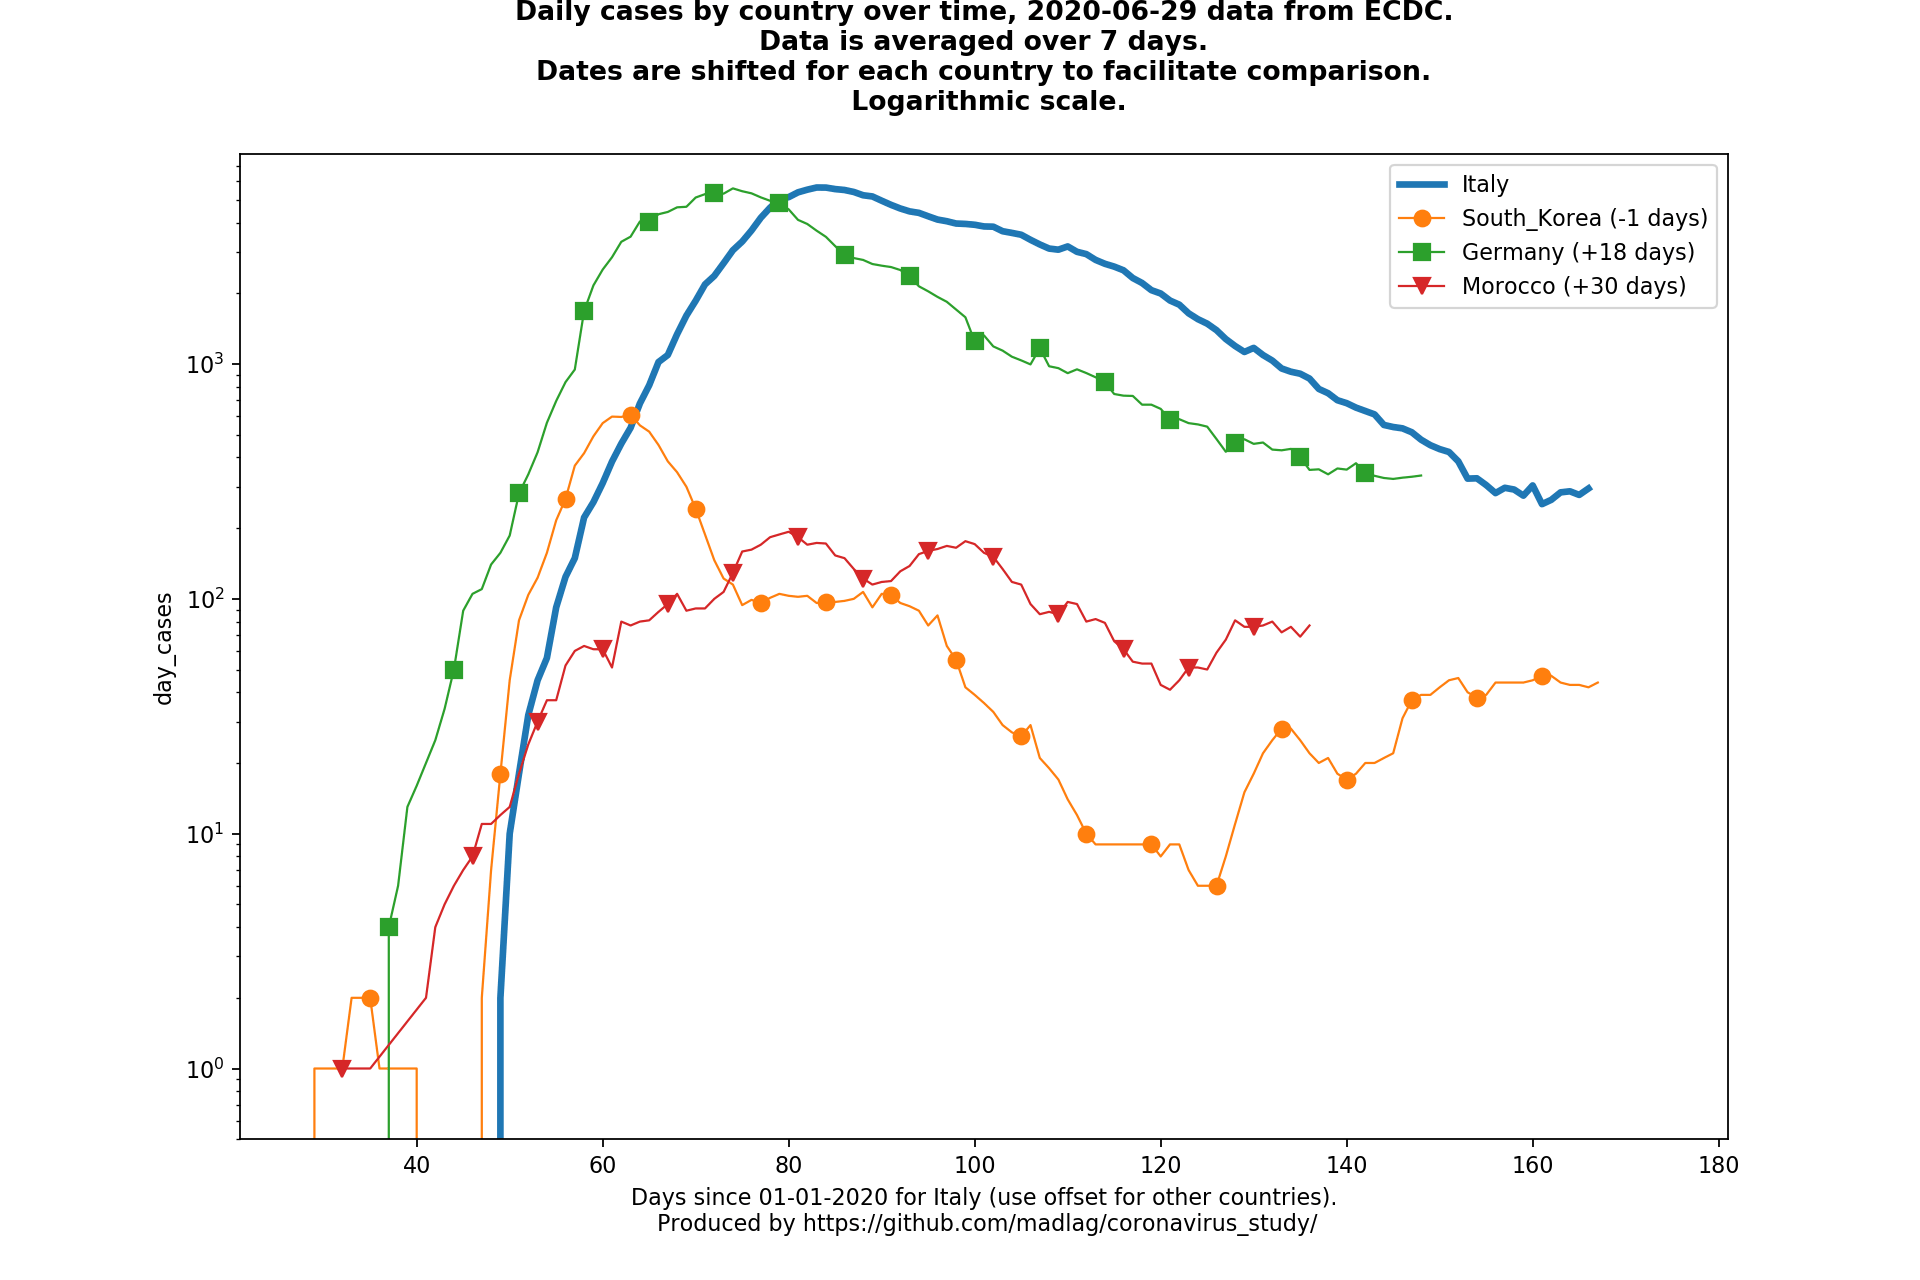 Daily cases by country over time, 2020-06-29 data from ECDC.
Data is averaged over 7 days.
Dates are shifted for each country to facilitate comparison.
Logarithmic scale.
Italy
South_Korea (-1 days)
Germany (+18 days)
Morocco (+30 days)
day_cases
10³
10²
10¹
10⁰
40 60 80 100 120 140 160 180
Days since 01-01-2020 for Italy (use offset for other countries).
Produced by https://github.com/madlag/coronavirus_study/